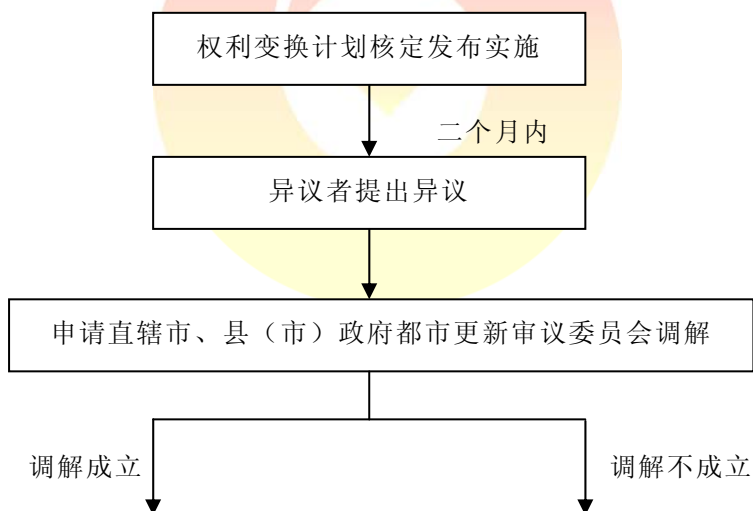 权利变换计划核定发布实施
二个月内
异议者提出异议
申请直辖市、县（市）政府都市更新审议委员会调解
调解成立
调解不成立